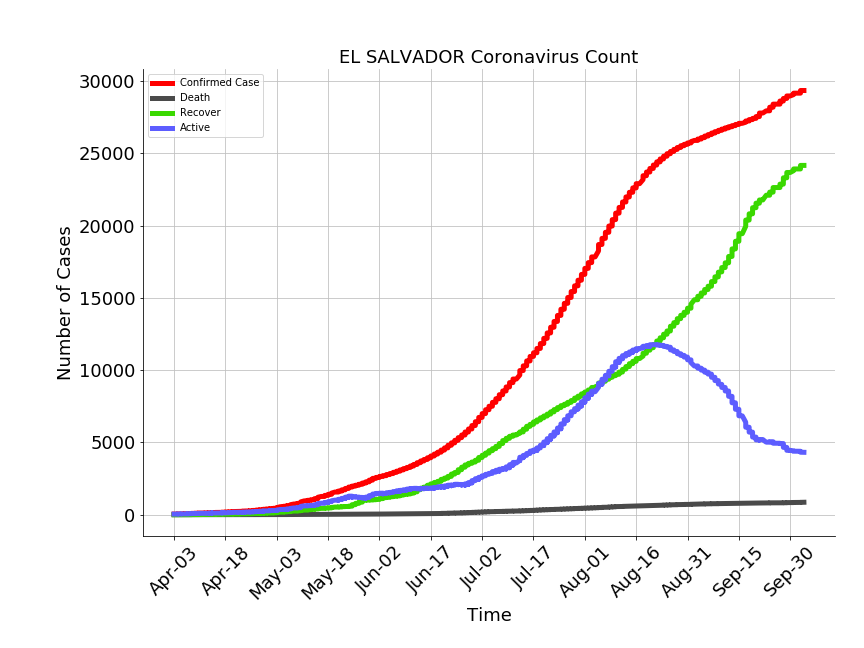 EL SALVADOR Coronavirus Count
Confirmed Case
Death
Recover
Active
Number of Cases
30000
25000
20000
15000
10000
5000
0
Apr-03
Apr-18
May-03
May-18
Jun-02
Jun-17
Jul-02
Jul-17
Aug-01
Aug-16
Aug-31
Sep-15
Sep-30
Time